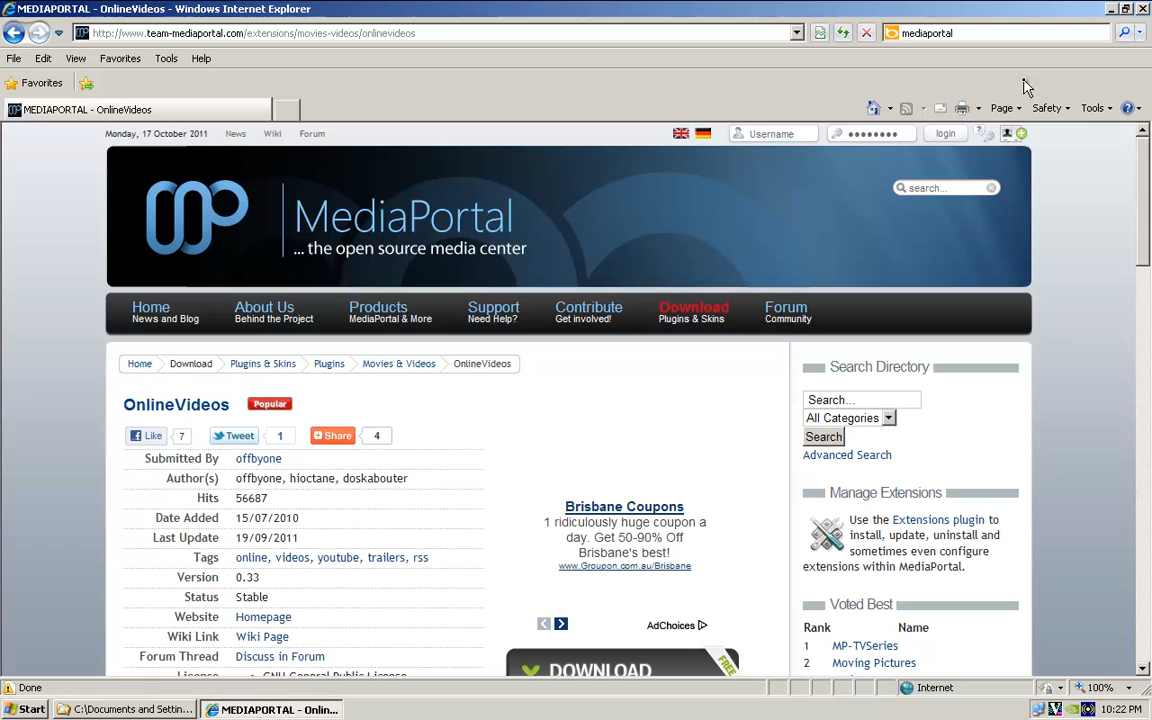 MEDIAPORTAL - OnlineVideos - Windows Internet Explorer
http://www.team-mediaportal.com/extensions/movies-videos/onlinevideos
mediaportal
File Edit View Favorites Tools Help
Favorites
MEDIAPORTAL - OnlineVideos
Page Safety Tools
Monday, 17 October 2011 News Wiki Forum
Username
login
MediaPortal
... the open source media center
search...
Home About Us Products Support Contribute Download Forum
News and Blog Behind the Project MediaPortal & More Need Help? Get involved! Plugins & Skins Community
Home Download Plugins & Skins Plugins Movies & Videos OnlineVideos
OnlineVideos Popular
Like 7 Tweet 1 Share 4
Submitted By offbyone
Author(s) offbyone, hioctane, doskabouter
Hits 56687
Date Added 15/07/2010
Last Update 19/09/2011
Tags online, videos, youtube, trailers, rss
Version 0.33
Status Stable
Website Homepage
Wiki Link Wiki Page
Forum Thread Discuss in Forum
License GNU General Public License
Brisbane Coupons
1 ridiculously huge coupon a
day. Get 50-90% Off
Brisbane's best!
www.Groupon.com.au/Brisbane
AdChoices
DOWNLOAD
FREE
Search Directory
Search...
All Categories
Search
Advanced Search
Manage Extensions
Use the Extensions plugin to
install, update, uninstall and
sometimes even configure
extensions within MediaPortal.
Voted Best
Rank Name
1 MP-TVSeries
2 Moving Pictures
Done
Internet
100%
Start
C:\Documents and Settin...
MEDIAPORTAL - Onlin...
10:22 PM